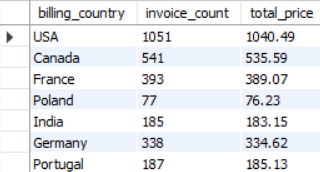 billing_country invoice_count total_price
USA 1051 1040.49
Canada 541 535.59
France 393 389.07
Poland 77 76.23
India 185 183.15
Germany 338 334.62
Portugal 187 185.13